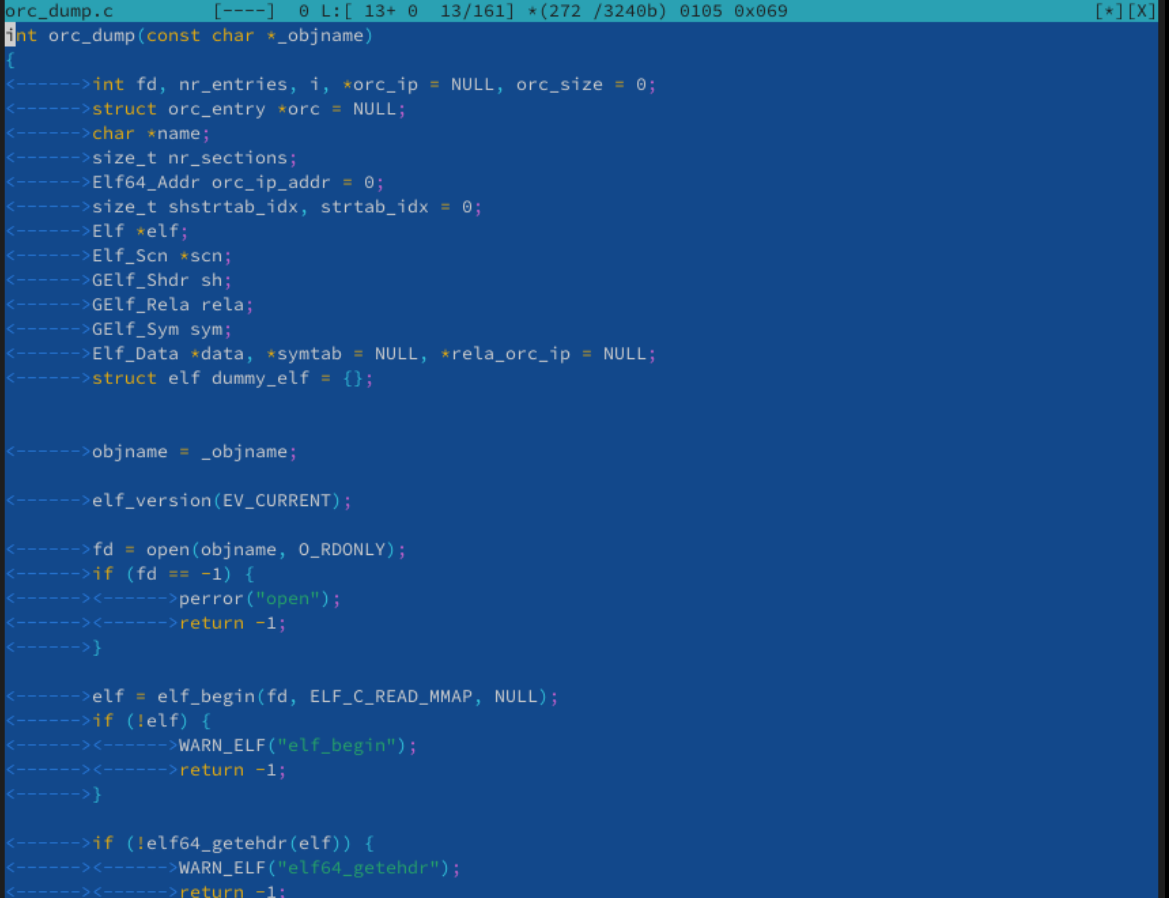 orc_dump.c [----] 0 L:[ 13+ 0 13/161] *(272 /3240b) 0105 0x069 [*][X]
int orc_dump(const char *_objname)
{
<------>int fd, nr_entries, i, *orc_ip = NULL, orc_size = 0;
<------>struct orc_entry *orc = NULL;
<------>char *name;
<------>size_t nr_sections;
<------>Elf64_Addr orc_ip_addr = 0;
<------>size_t shstrtab_idx, strtab_idx = 0;
<------>Elf *elf;
<------>Elf_Scn *scn;
<------>GElf_Shdr sh;
<------>GElf_Rela rela;
<------>GElf_Sym sym;
<------>Elf_Data *data, *symtab = NULL, *rela_orc_ip = NULL;
<------>struct elf dummy_elf = {};
<------>objname = _objname;
<------>elf_version(EV_CURRENT);
<------>fd = open(objname, O_RDONLY);
<------>if (fd == -1) {
<------><------>perror("open");
<------><------>return -1;
<------>}
<------>elf = elf_begin(fd, ELF_C_READ_MMAP, NULL);
<------>if (!elf) {
<------><------>WARN_ELF("elf_begin");
<------><------>return -1;
<------>}
<------>if (!elf64_getehdr(elf)) {
<------><------>WARN_ELF("elf64_getehdr");
<------><------>return -1;